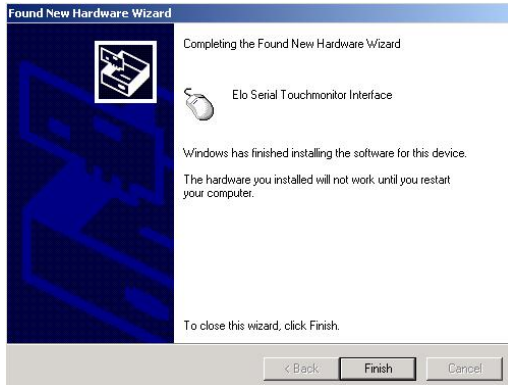 Found New Hardware Wizard
Completing the Found New Hardware Wizard
Elo Serial Touchmonitor Interface
Windows has finished installing the software for this device.
The hardware you installed will not work until you restart
your computer.
To close this wizard, click Finish.
< Back
Finish
Cancel